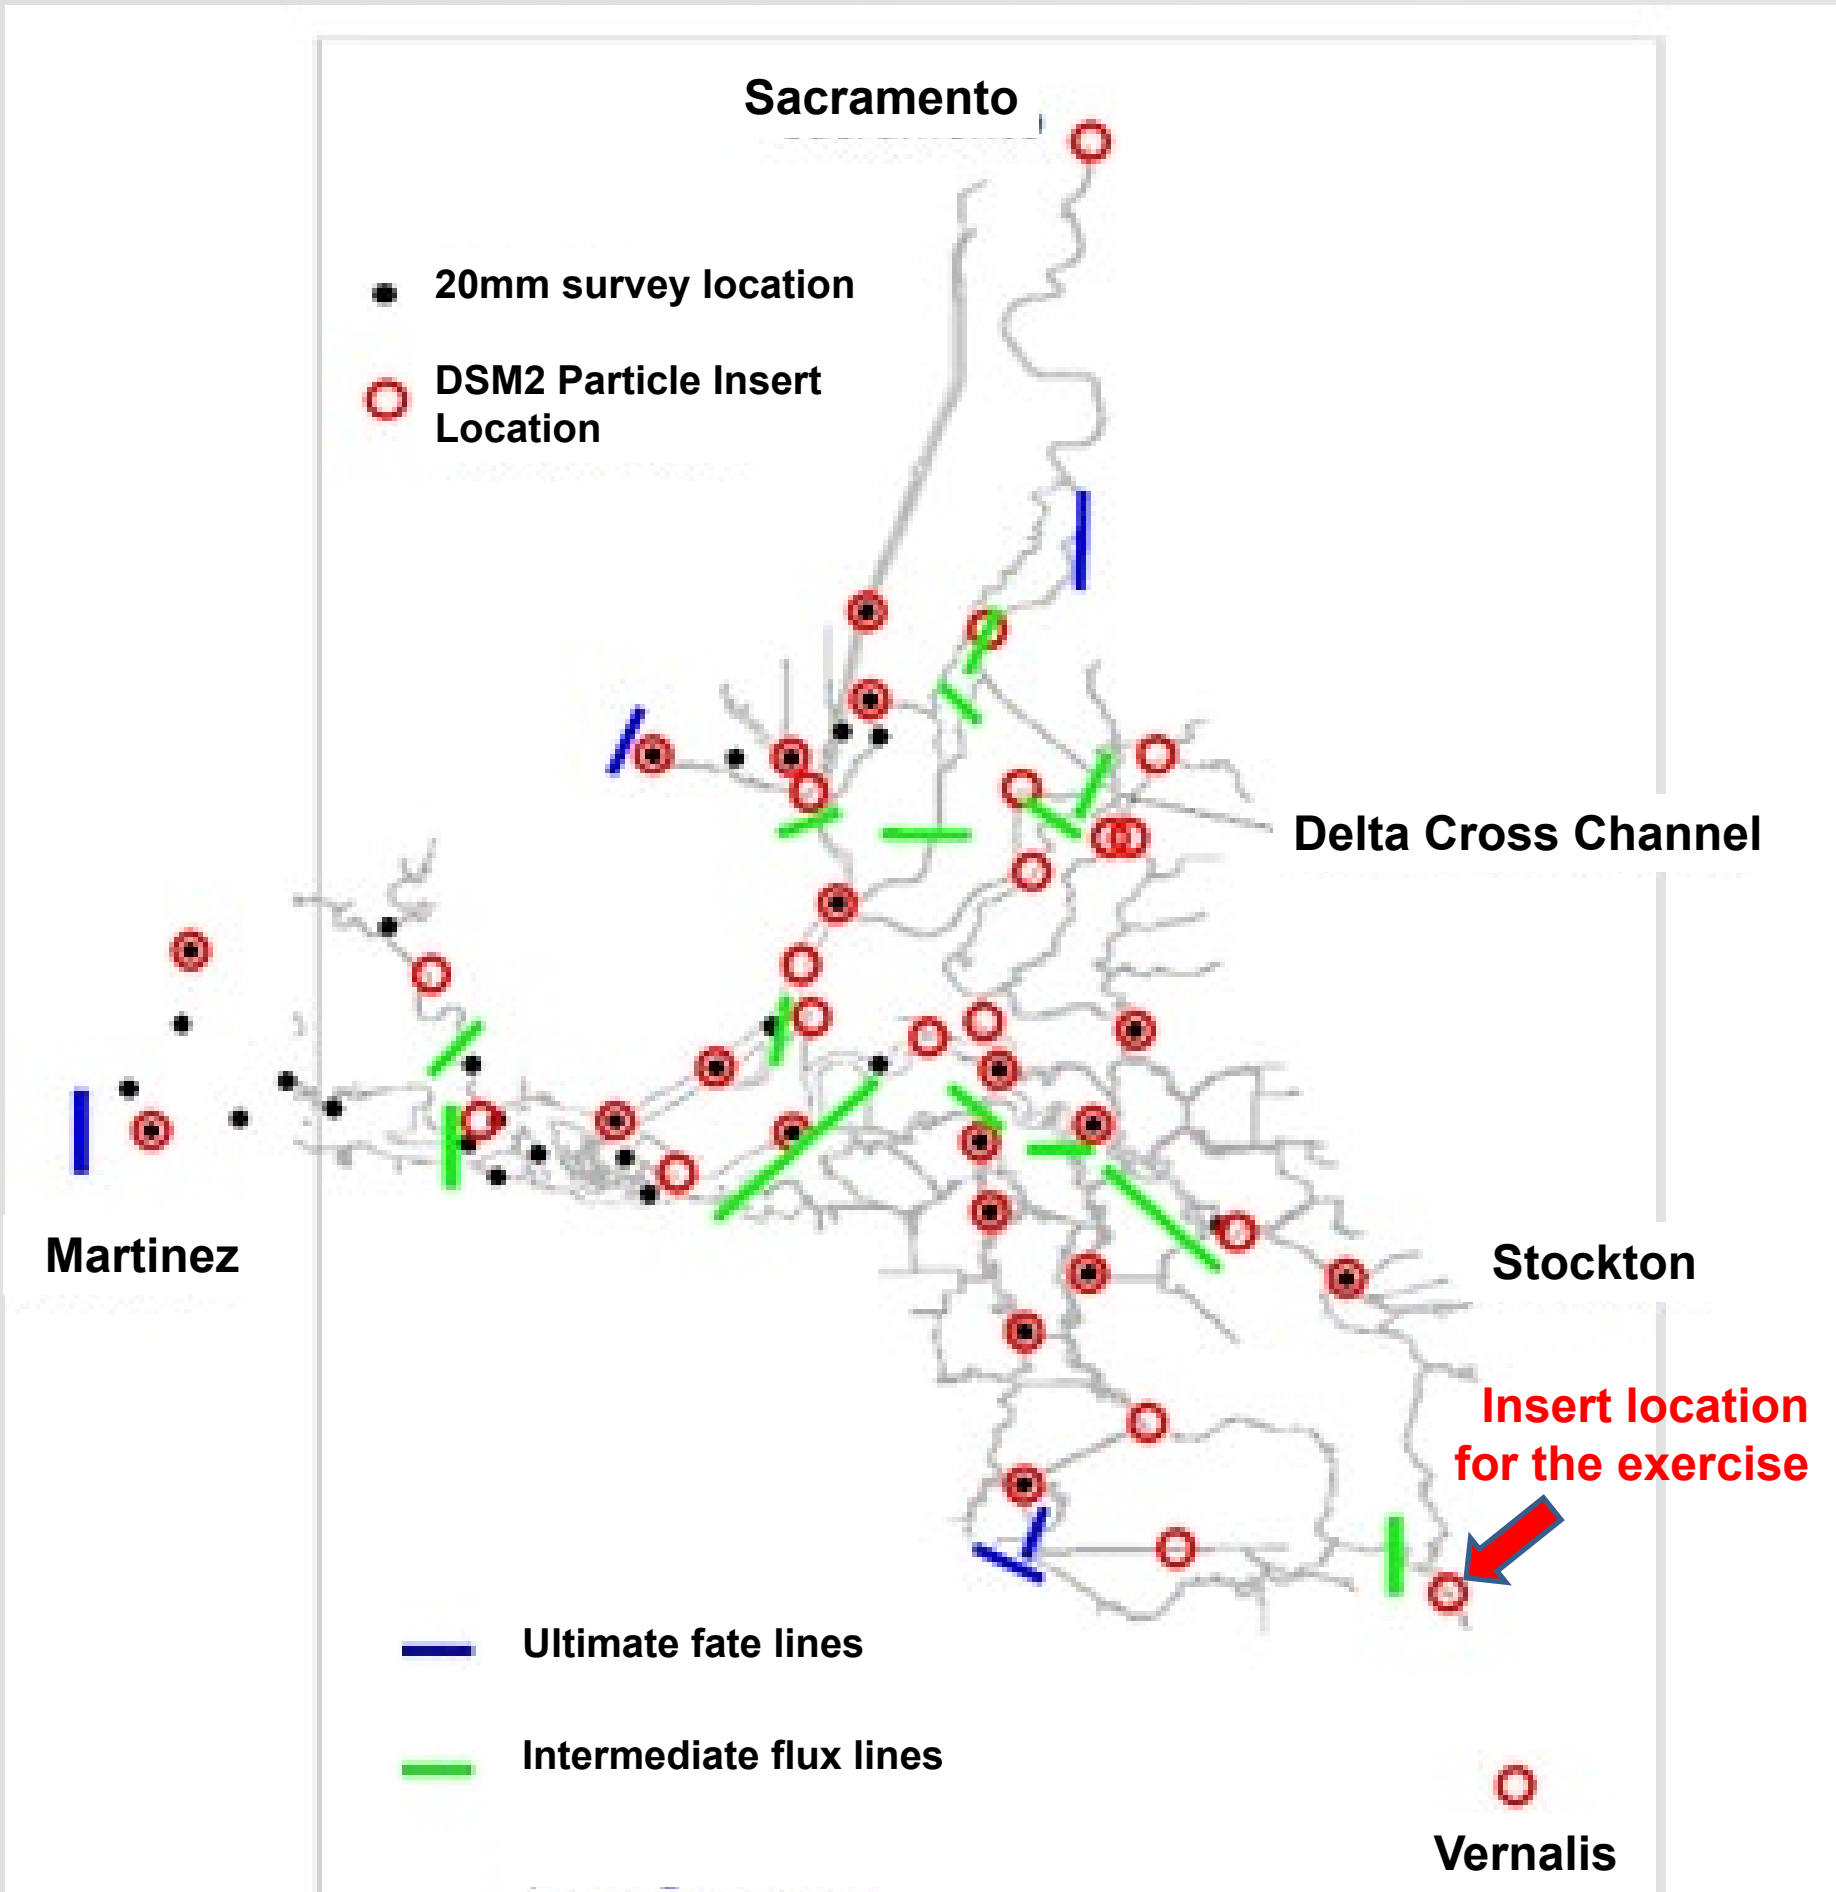 Sacramento
20mm survey location
DSM2 Particle Insert
Location
Delta Cross Channel
Martinez
Stockton
Insert location
for the exercise
Ultimate fate lines
Intermediate flux lines
Vernalis